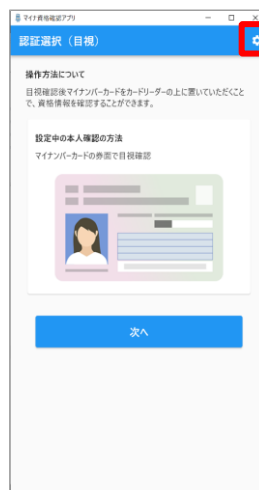 マイナ資格確認アプリ
認証選択（目視）
操作方法について
目視確認後マイナンバーカードをカードリーダーの上に置いていただくこと
で、資格情報を確認することができます。
設定中の本人確認の方法
マイナンバーカードの券面で目視確認
次へ